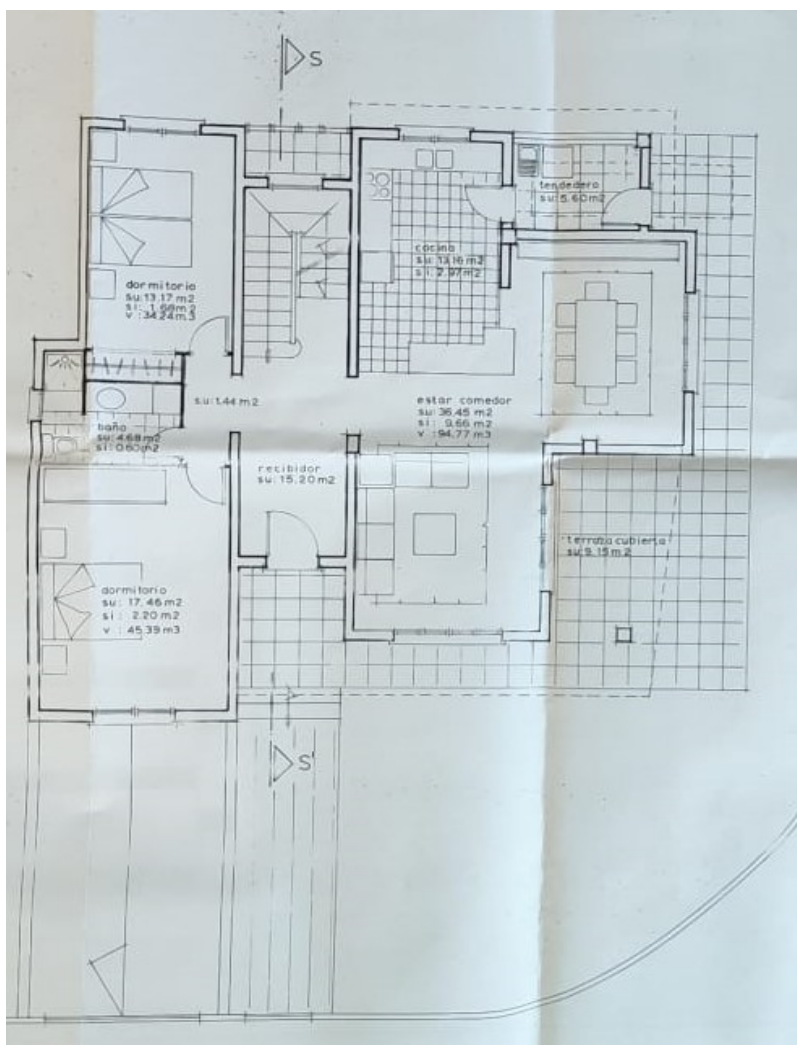 S
tendedero
su: 5.60 m2
cocina
su: 13.16 m2
si: 2.97 m2
dormitorio
su: 13.17 m2
si: 1.68 m2
v : 34.24 m3
s.u: 1.44 m2
estar comedor
su: 36.45 m2
si : 9.66 m2
v : 94.77 m3
baño
su: 4.68 m2
si: 0.60 m2
recibidor
su: 15.20 m2
terraza cubierta
su: 9.15 m2
dormitorio
su: 17.46 m2
si : 2.20 m2
v : 45.39 m3
S'